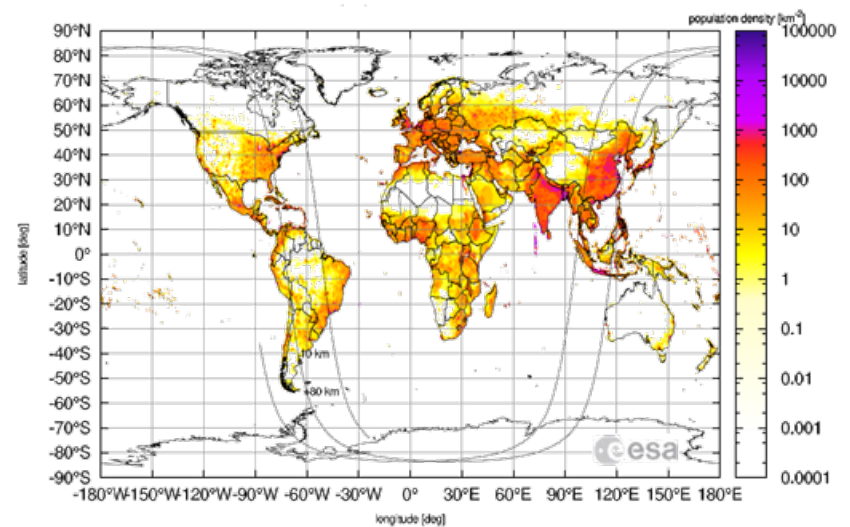 population density [km⁻²]
90°N
80°N
70°N
60°N
50°N
40°N
30°N
20°N
10°N
0°
-10°S
-20°S
-30°S
-40°S
-50°S
-60°S
-70°S
-80°S
-90°S
latitude [deg]
10 km
+80 km
esa
100000
10000
1000
100
10
1
0.1
0.01
0.001
0.0001
-180°W-150°W-120°W-90°W -60°W -30°W 0° 30°E 60°E 90°E 120°E 150°E 180°E
longitude [deg]